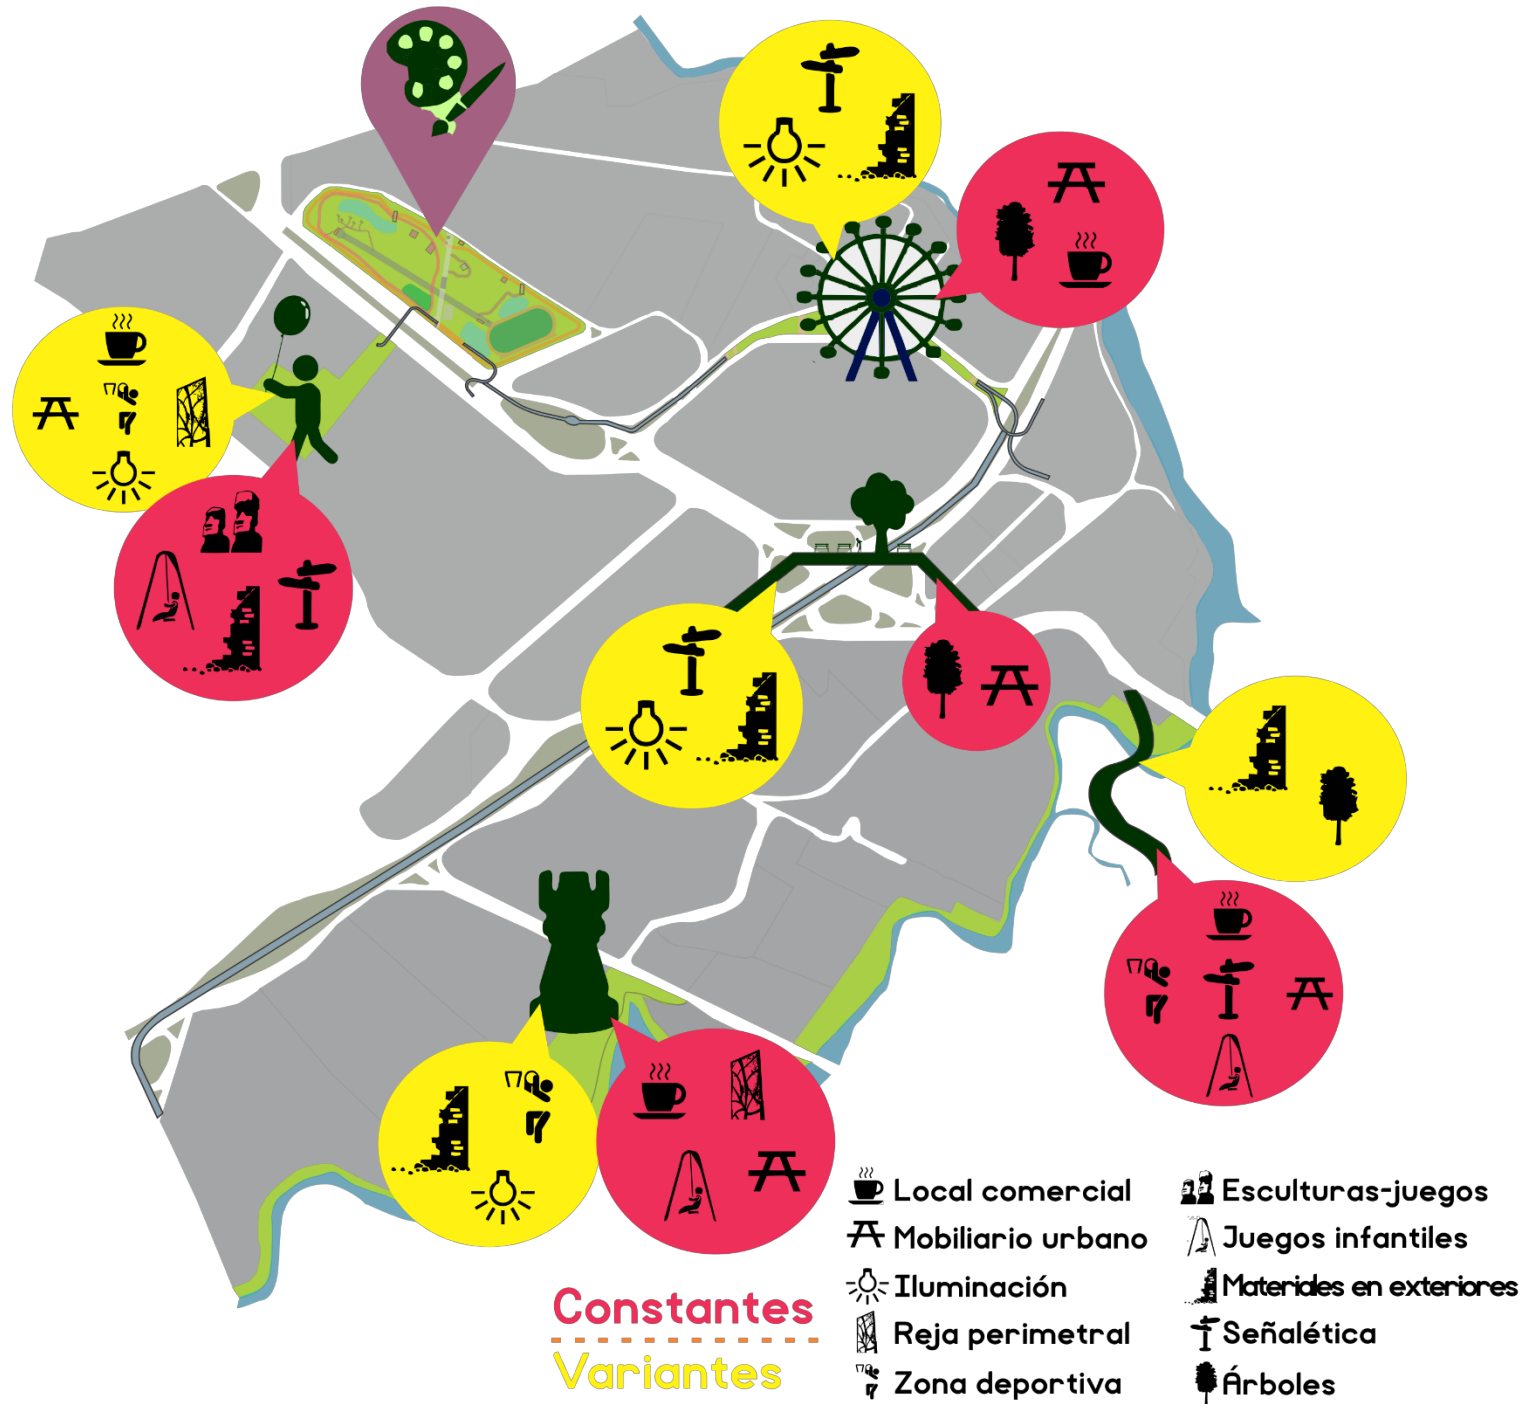 Local comercial
Mobiliario urbano
Iluminación
Reja perimetral
Zona deportiva
Esculturas-juegos
Juegos infantiles
Materiales en exteriores
Señalética
Árboles
Constantes
Variantes